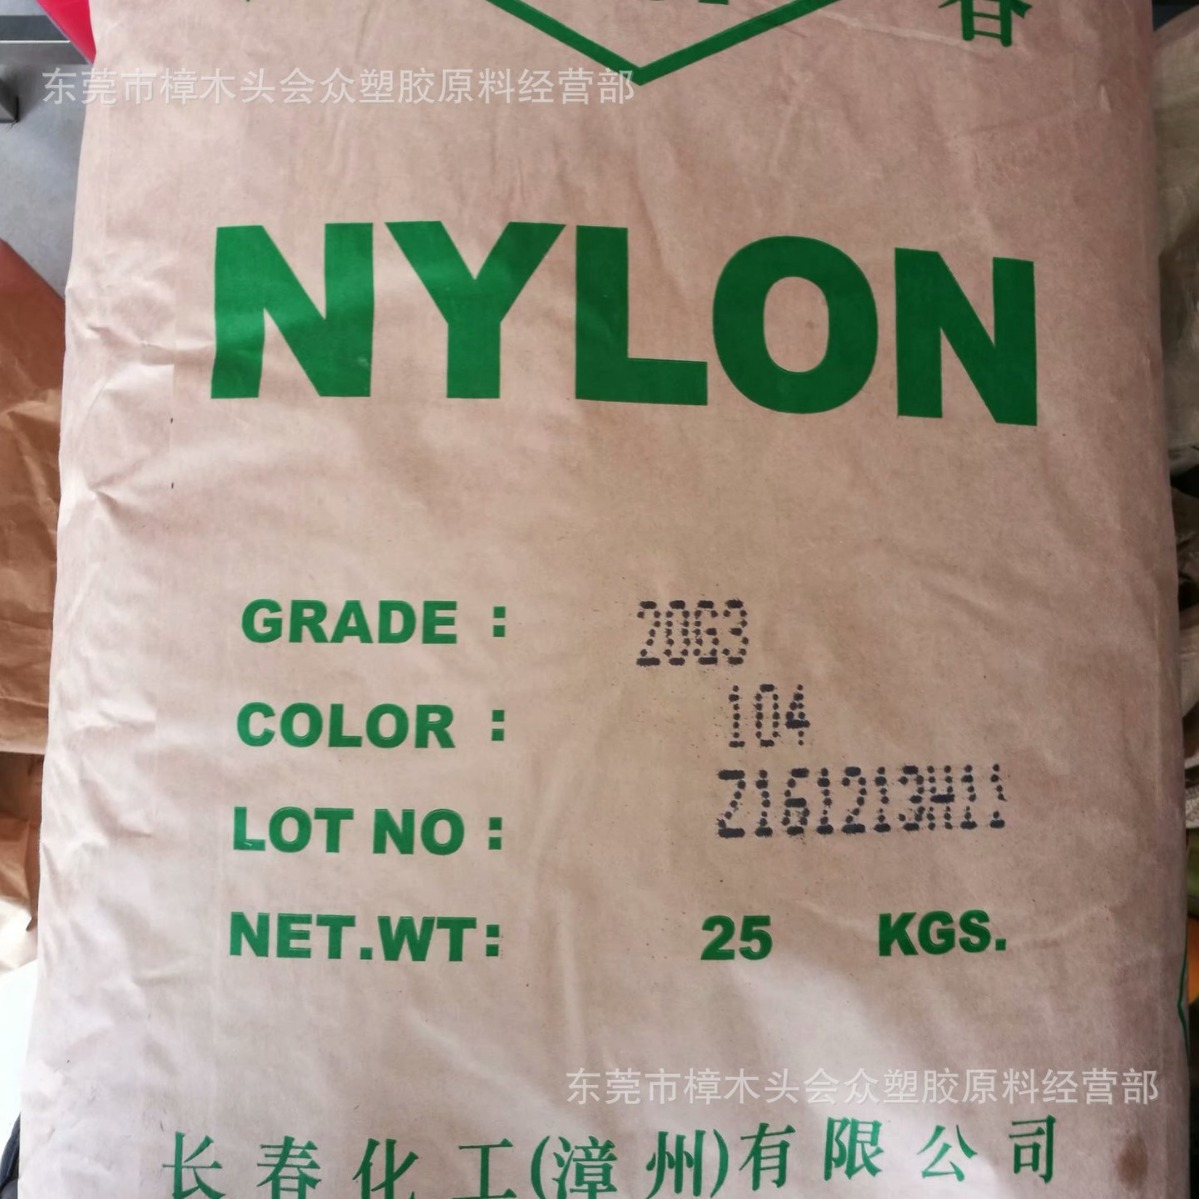 春
东莞市樟木头会众塑胶原料经营部
NYLON
GRADE : 20G3
COLOR : 104
LOT NO : Z161213H11
NET.WT: 25 KGS.
东莞市樟木头会众塑胶原料经营部
长春化工(漳州)有限公司